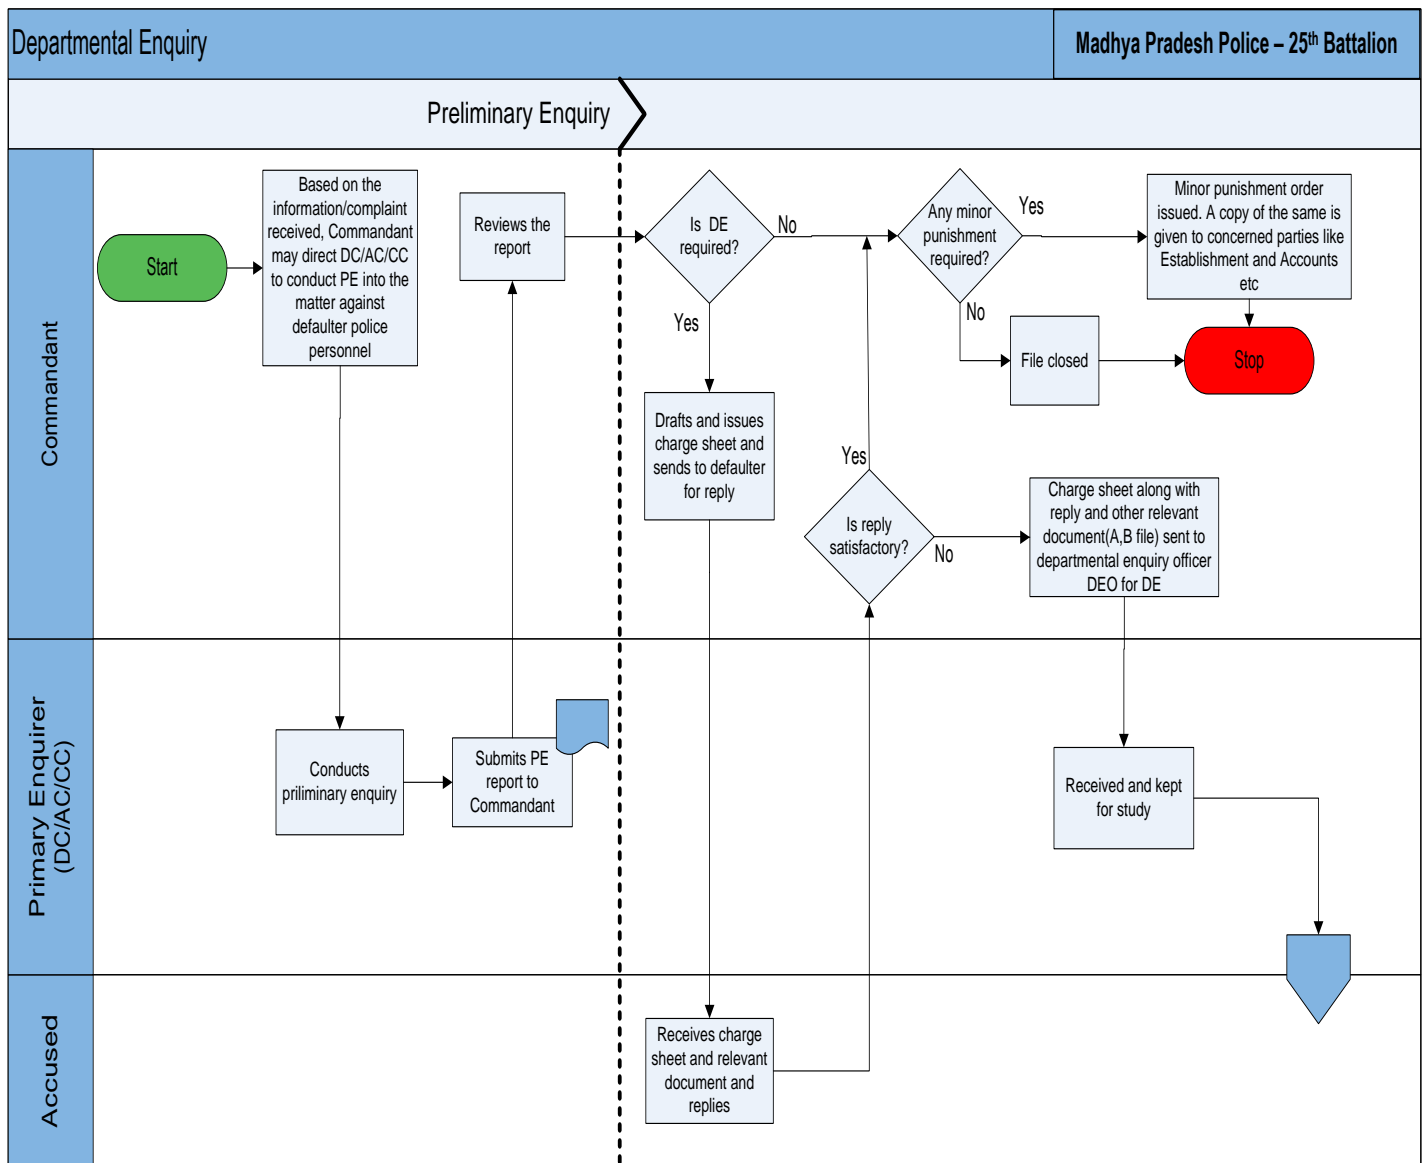 Departmental Enquiry
Madhya Pradesh Police – 25th Battalion
Preliminary Enquiry
Commandant
Start
Based on the
information/complaint
received, Commandant
may direct DC/AC/CC
to conduct PE into the
matter against
defaulter police
personnel
Reviews the
report
Is DE
required?
No
Yes
Any minor
punishment
required?
Yes
No
Minor punishment order
issued. A copy of the same is
given to concerned parties like
Establishment and Accounts
etc
File closed
Stop
Drafts and issues
charge sheet and
sends to defaulter
for reply
Yes
Is reply
satisfactory?
No
Charge sheet along with
reply and other relevant
document(A,B file) sent to
departmental enquiry officer
DEO for DE
Primary Enquirer
(DC/AC/CC)
Conducts
priliminary enquiry
Submits PE
report to
Commandant
Received and kept
for study
Accused
Receives charge
sheet and relevant
document and
replies